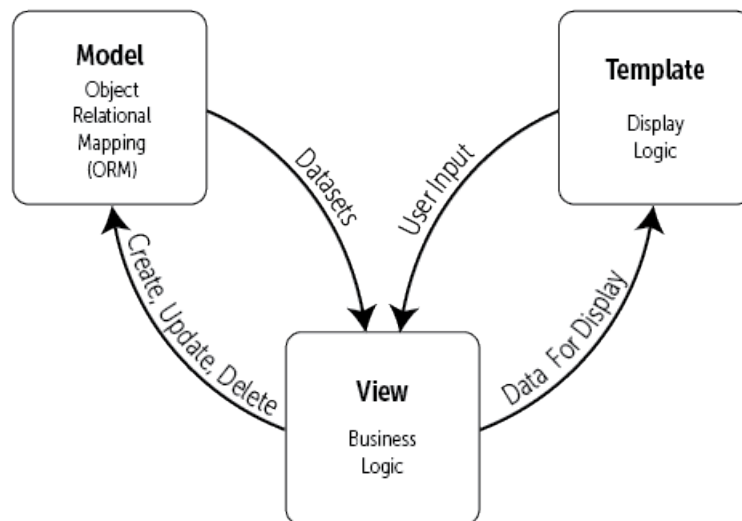 Model
Object
Relational
Mapping
(ORM)
Template
Display
Logic
Datasets
User Input
Create, Update, Delete
Data For Display
View
Business
Logic